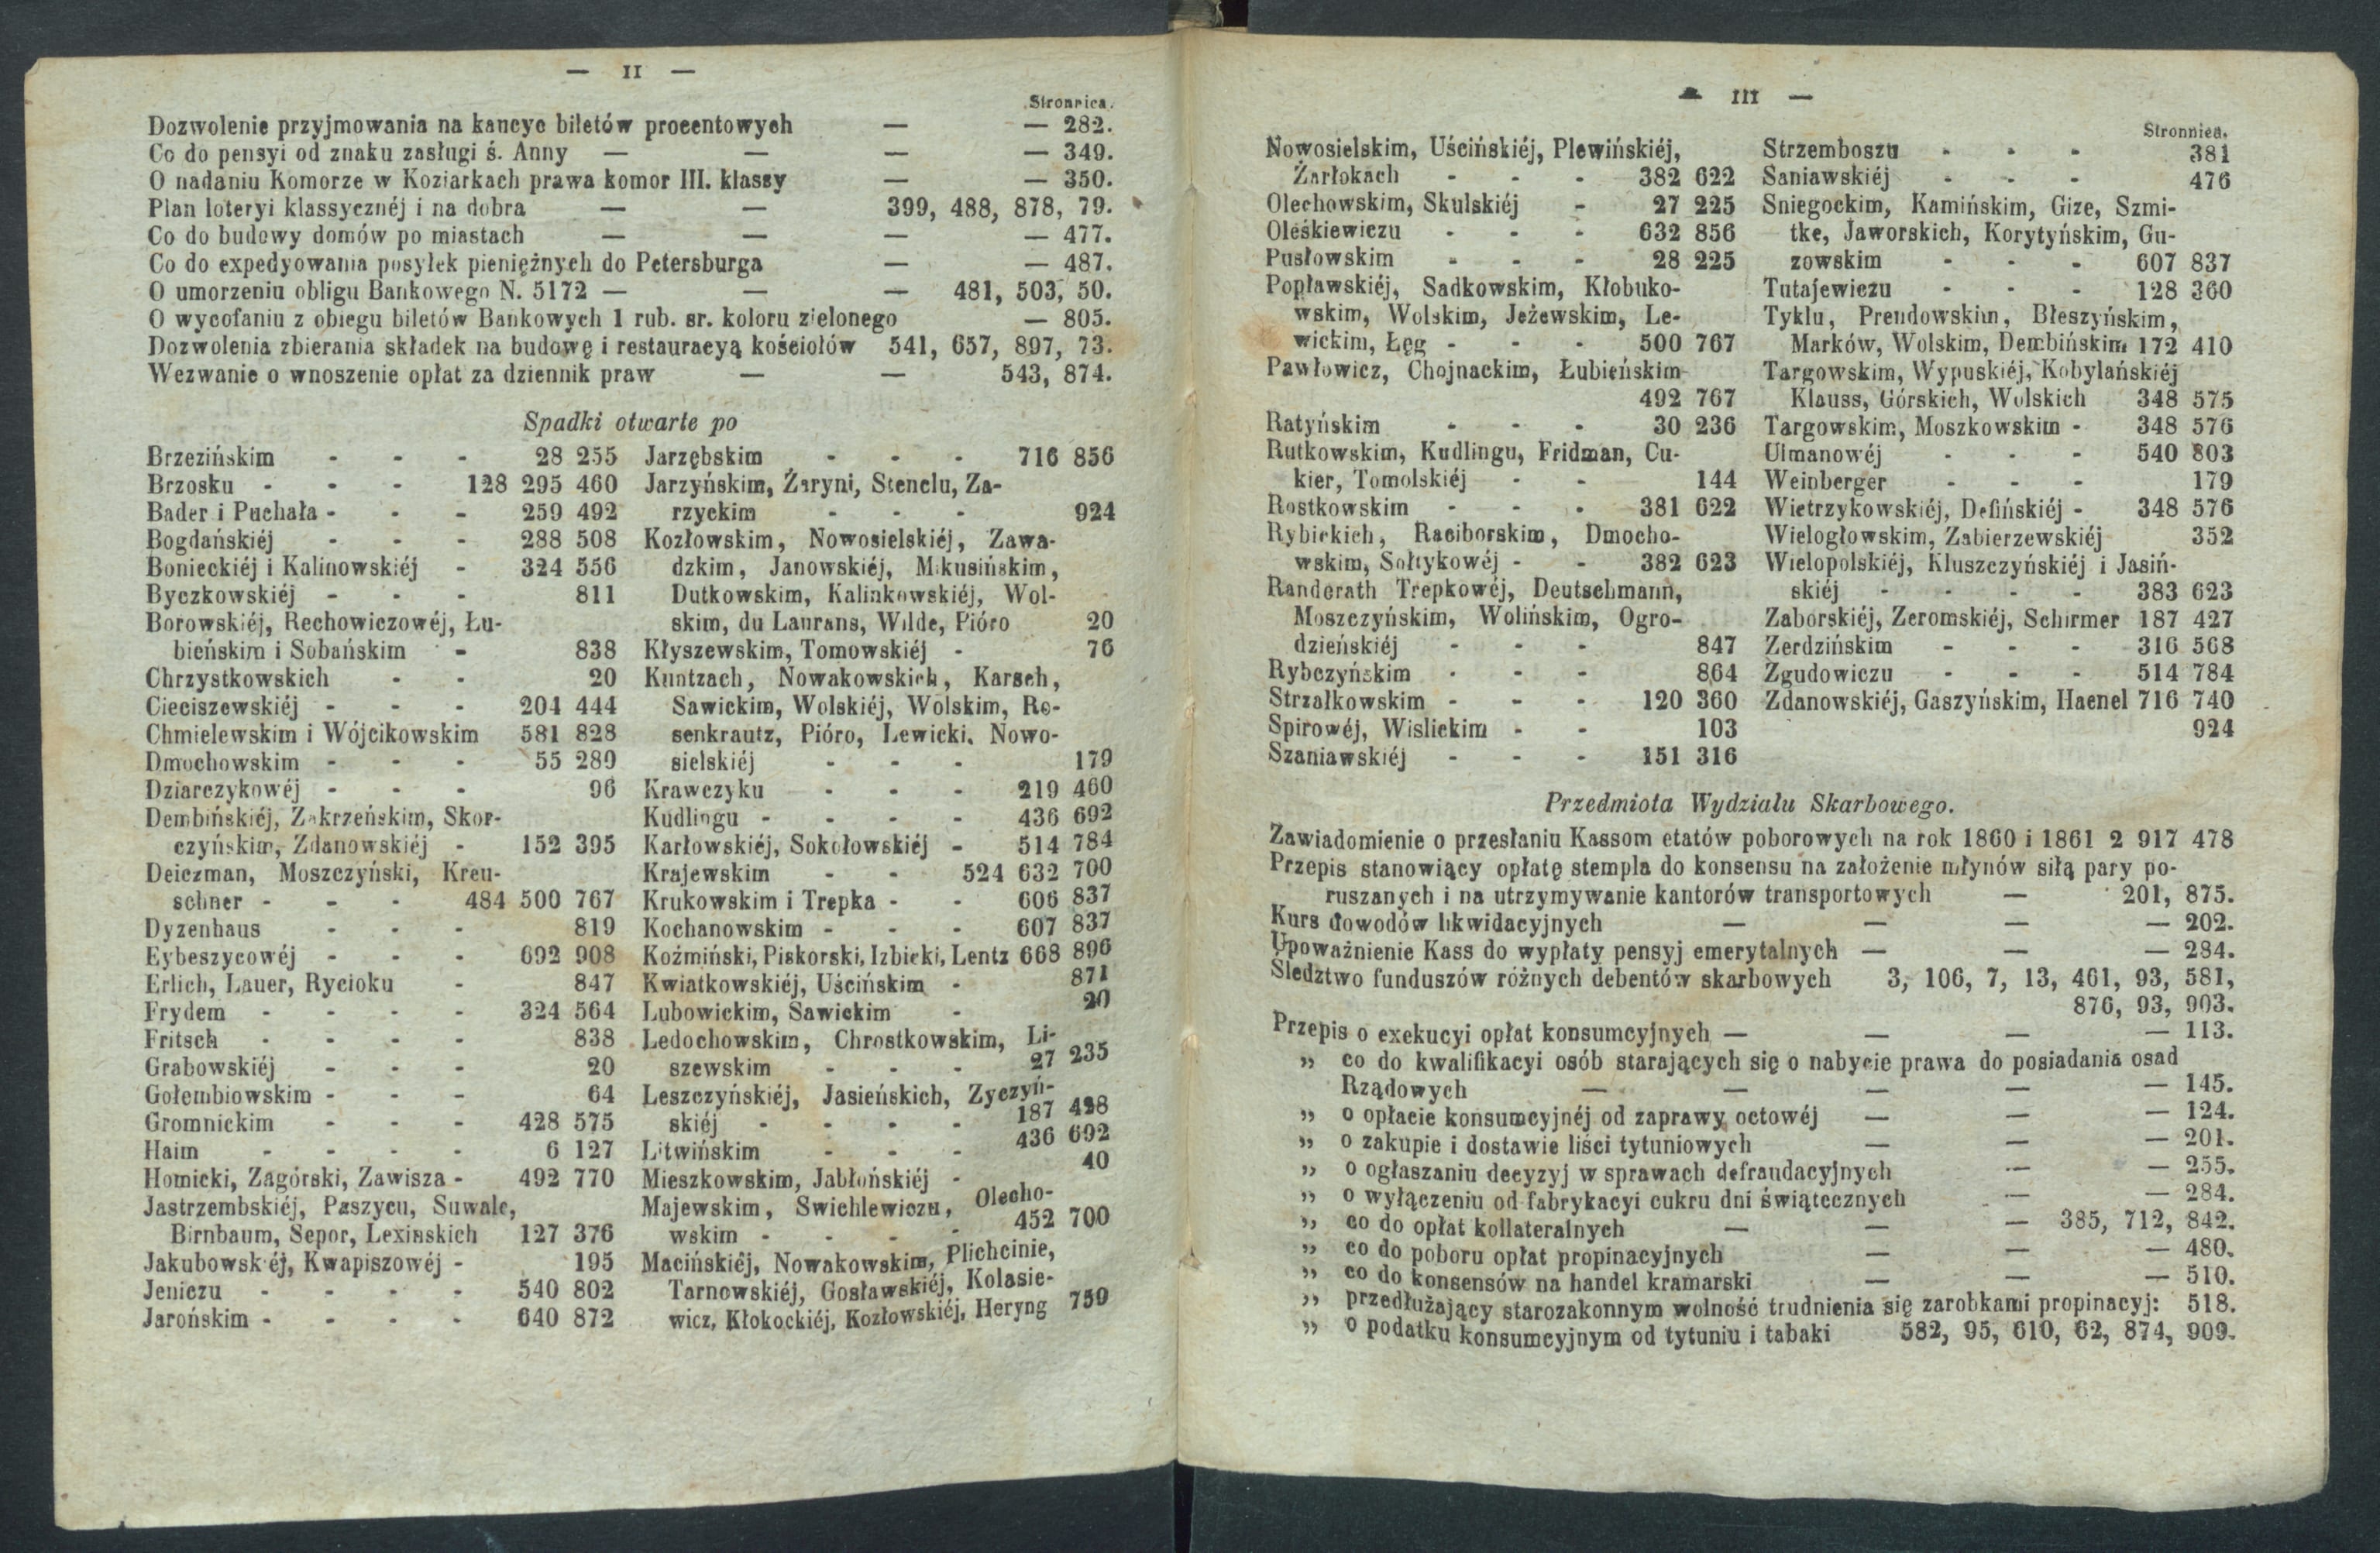 — II —
Stronnica.
Dozwolenie przyjmowania na kaucye biletów procentowych — — 282.
Co do pensyi od znaku zasługi ś. Anny — — — — 349.
O nadaniu Komorze w Koziarkach prawa komor III. klassy — — 350.
Plan loteryi klassycznéj i na dobra — — 399, 488, 878, 79.
Co do budowy domów po miastach — — — — 477.
Co do expedyowania posyłek pieniężnych do Petersburga — — 487.
O umorzeniu obligu Bankowego N. 5172 — — — 481, 503, 50.
O wycofaniu z obiegu biletów Bankowych 1 rub. sr. koloru zielonego — 805.
Dozwolenia zbierania składek na budowę i restauracyą kościołów 541, 657, 897, 73.
Wezwanie o wnoszenie opłat za dziennik praw — — 543, 874.
Spadki otwarte po
Brzezińskim - - - 28 255
Brzosku - - - 128 295 460
Bader i Puchała - - - 259 492
Bogdańskiéj - - - 288 508
Bonieckiéj i Kalinowskiéj - 324 556
Byczkowskiéj - - - 811
Borowskiéj, Rechowiczowéj, Łu-
bieńskim i Sobańskim - 838
Chrzystkowskich - - 20
Cieciszewskiéj - - - 204 444
Chmielewskim i Wójcikowskim 581 828
Dmochowskim - - - 55 289
Dziarczykowéj - - - 96
Dembińskiéj, Zakrzeńskim, Skor-
czyńskim, Zdanowskiéj - 152 395
Deiczman, Moszczyński, Kreu-
schner - - - 484 500 767
Dyzenhaus - - - 819
Eybeszycowéj - - - 692 908
Erlich, Lauer, Rycioku - 847
Frydem - - - - 324 564
Fritsch - - - - 838
Grabowskiéj - - - 20
Gołembiowskim - - - 64
Gromnickim - - - 428 575
Haim - - - - 6 127
Homicki, Zagórski, Zawisza - 492 770
Jastrzembskiéj, Paszycu, Suwale,
Birnbaum, Sepor, Lexinskich 127 376
Jakubowskiéj, Kwapiszowéj - 195
Jeniczu - - - - 540 802
Jarońskim - - - - 640 872
Jarzębskim - - - 716 856
Jarzyńskim, Żaryni, Stenclu, Za-
rzyckim - - - 924
Kozłowskim, Nowosielskiéj, Zawa-
dzkim, Janowskiéj, Mikusińskim,
Dutkowskim, Kalinkowskiéj, Wol-
skim, du Laurans, Wilde, Pióro 20
Kłyszewskim, Tomowskiéj - 76
Kuntzach, Nowakowskich, Karsch,
Sawickim, Wolskiéj, Wolskim, Ro-
senkrautz, Pióro, Lewicki, Nowo-
sielskiéj - - - 179
Krawczyku - - - 219 460
Kudlingu - - - - 436 692
Karłowskiéj, Sokołowskiéj - 514 784
Krajewskim - - 524 632 700
Krukowskim i Trepka - - 606 837
Kochanowskim - - - 607 837
Koźmiński, Piskorski, Izbicki, Lentz 668 896
Kwiatkowskiéj, Uścińskim - 871
Lubowickim, Sawickim - 20
Ledochowskim, Chrostkowskim, Li-
szewskim - - - 27 235
Leszczyńskiéj, Jasieńskich, Zyczyń-
skiéj - - - - 187 428
Litwińskim - - - 436 692
Mieszkowskim, Jabłońskiéj - 40
Majewskim, Swichlewiczu, Olecho-
wskim - - - - 452 700
Macińskiéj, Nowakowskim, Plichcinie,
Tarnowskiéj, Gosławskiéj, Kolasie-
wicz, Kłokockiéj, Kozłowskiéj, Heryng 750
III —
Stronnica.
Nowosielskim, Uścińskiéj, Plewińskiéj,
Żarłokach - - - 382 622
Olechowskim, Skulskiéj - 27 225
Oleśkiewiczu - - - 632 856
Pusłowskim - - - 28 225
Popławskiéj, Sadkowskim, Kłobuko-
wskim, Wolskim, Jeżewskim, Le-
wickim, Łęg - - - 500 767
Pawłowicz, Chojnackim, Łubieńskim
492 767
Ratyńskim - - - 30 236
Rutkowskim, Kudlingu, Fridman, Cu-
kier, Tomolskiéj - - 144
Rostkowskim - - - 381 622
Rybickich, Raciborskim, Dmocho-
wskim, Sołtykowéj - - 382 623
Randerath Trepkowéj, Deutschmann,
Moszczyńskim, Wolińskim, Ogro-
dzieńskiéj - - - 847
Rybczyńskim - - - 864
Strzałkowskim - - - 120 360
Spirowéj, Wislickim - - 103
Szaniawskiéj - - - 151 316
Strzemboszu - - - 381
Saniawskiéj - - - 476
Sniegockim, Kamińskim, Gize, Szmi-
tke, Jaworskich, Korytyńskim, Gu-
zowskim - - - 607 837
Tutajewiczu - - - 128 360
Tyklu, Prendowskim, Błeszyńskim,
Marków, Wolskim, Dembińskim 172 410
Targowskim, Wypuskiéj, Kobylańskiéj
Klauss, Górskich, Wolskich 348 575
Targowskim, Moszkowskim - 348 576
Ulmanowéj - - - 540 803
Weinberger - - - 179
Wietrzykowskiéj, Defińskiéj - 348 576
Wielogłowskim, Zabierzewskiéj 352
Wielopolskiéj, Kluszczyńskiéj i Jasiń-
skiéj - - - - 383 623
Zaborskiéj, Zeromskiéj, Schirmer 187 427
Zerdzińskim - - - 316 568
Zgudowiczu - - - 514 784
Zdanowskiéj, Gaszyńskim, Haenel 716 740
924
Przedmiota Wydziału Skarbowego.
Zawiadomienie o przesłaniu Kassom etatów poborowych na rok 1860 i 1861 2 917 478
Przepis stanowiący opłatę stempla do konsensu na założenie młynów siłą pary po-
ruszanych i na utrzymywanie kantorów transportowych — 201, 875.
Kurs dowodów likwidacyjnych — — — — 202.
Upoważnienie Kass do wypłaty pensyj emerytalnych — — — 284.
Śledztwo funduszów różnych debentów skarbowych 3, 106, 7, 13, 461, 93, 581,
876, 93, 903.
Przepis o exekucyi opłat konsumcyjnych — — — — 113.
„ co do kwalifikacyi osób starających się o nabycie prawa do posiadania osad
Rządowych — — — — — 145.
„ o opłacie konsumcyjnéj od zaprawy octowéj — — — 124.
„ o zakupie i dostawie liści tytuniowych — — — 201.
„ o ogłaszaniu decyzyj w sprawach defraudacyjnych — — 255.
„ o wyłączeniu od fabrykacyi cukru dni świątecznych — — 284.
„ co do opłat kollateralnych — — — 385, 712, 842.
„ co do poboru opłat propinacyjnych — — — 480.
„ co do konsensów na handel kramarski — — — 510.
„ przedłużający starozakonnym wolność trudnienia się zarobkami propinacyj: 518.
„ o podatku konsumcyjnym od tytuniu i tabaki 582, 95, 610, 62, 874, 909.